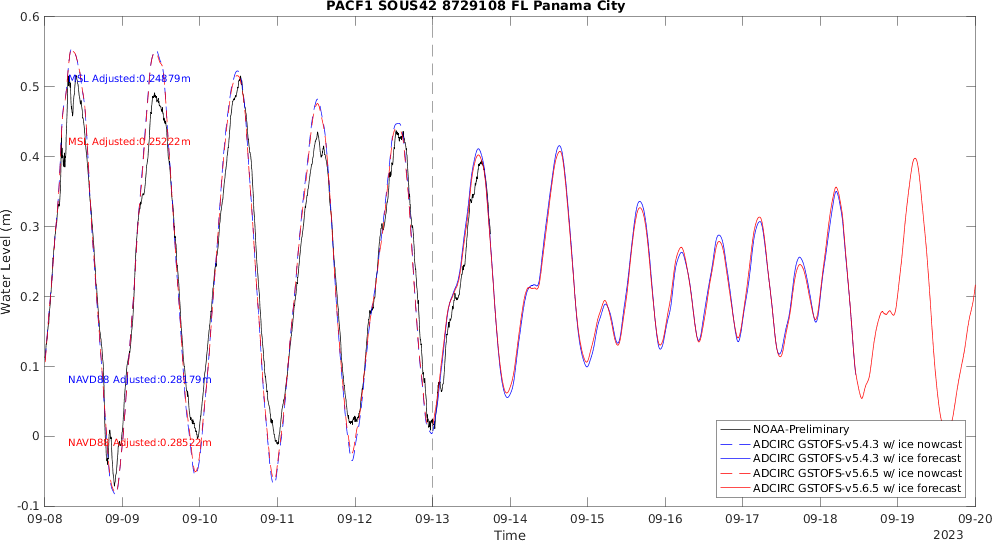 PACF1 SOUS42 8729108 FL Panama City
Water Level (m)
0.6
0.5
0.4
0.3
0.2
0.1
0
-0.1
MSL Adjusted:0.24879m
MSL Adjusted:0.25222m
NAVD88 Adjusted:0.28179m
NAVD88 Adjusted:0.28522m
NOAA-Preliminary
ADCIRC GSTOFS-v5.4.3 w/ ice nowcast
ADCIRC GSTOFS-v5.4.3 w/ ice forecast
ADCIRC GSTOFS-v5.6.5 w/ ice nowcast
ADCIRC GSTOFS-v5.6.5 w/ ice forecast
09-08 09-09 09-10 09-11 09-12 09-13 09-14 09-15 09-16 09-17 09-18 09-19 09-20
Time
2023